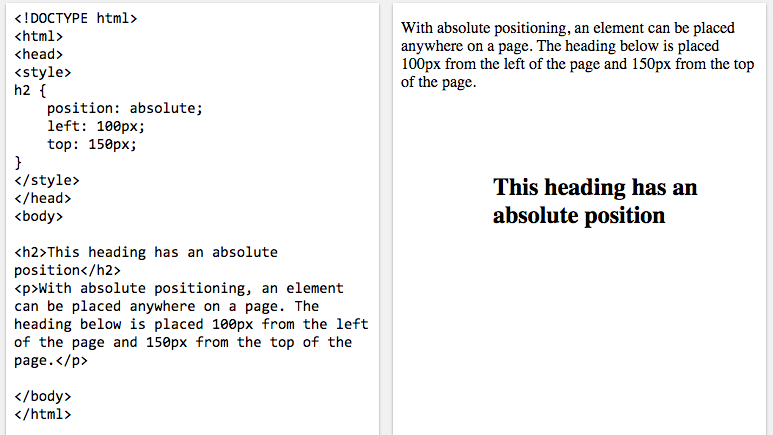 <!DOCTYPE html>
<html>
<head>
<style>
h2 {
    position: absolute;
    left: 100px;
    top: 150px;
}
</style>
</head>
<body>

<h2>This heading has an absolute
position</h2>
<p>With absolute positioning, an element
can be placed anywhere on a page. The
heading below is placed 100px from the left
of the page and 150px from the top of the
page.</p>

</body>
</html>

With absolute positioning, an element can be placed
anywhere on a page. The heading below is placed
100px from the left of the page and 150px from the top
of the page.

This heading has an
absolute position